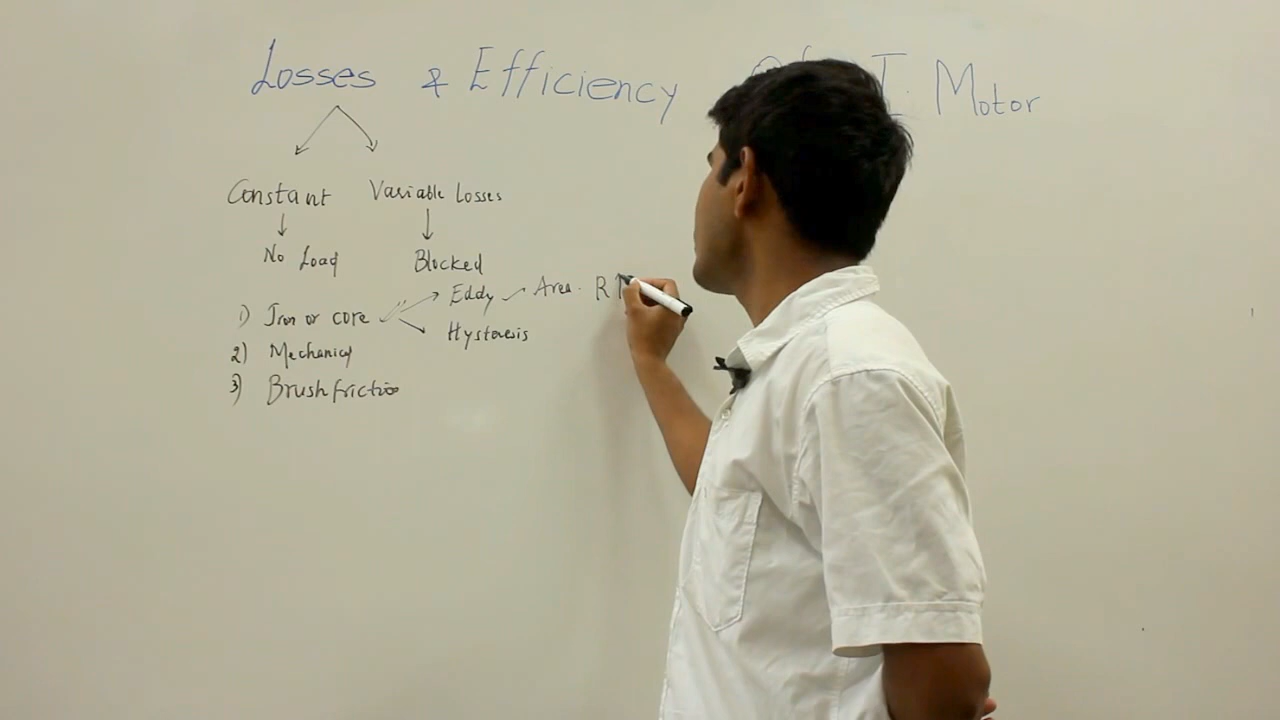 Losses & Efficiency Of I Motor
Constant Variable Losses
No Load Blocked
Eddy Area. R
1) Iron or core
Hysteresis
2) Mechanical
3) Brush friction